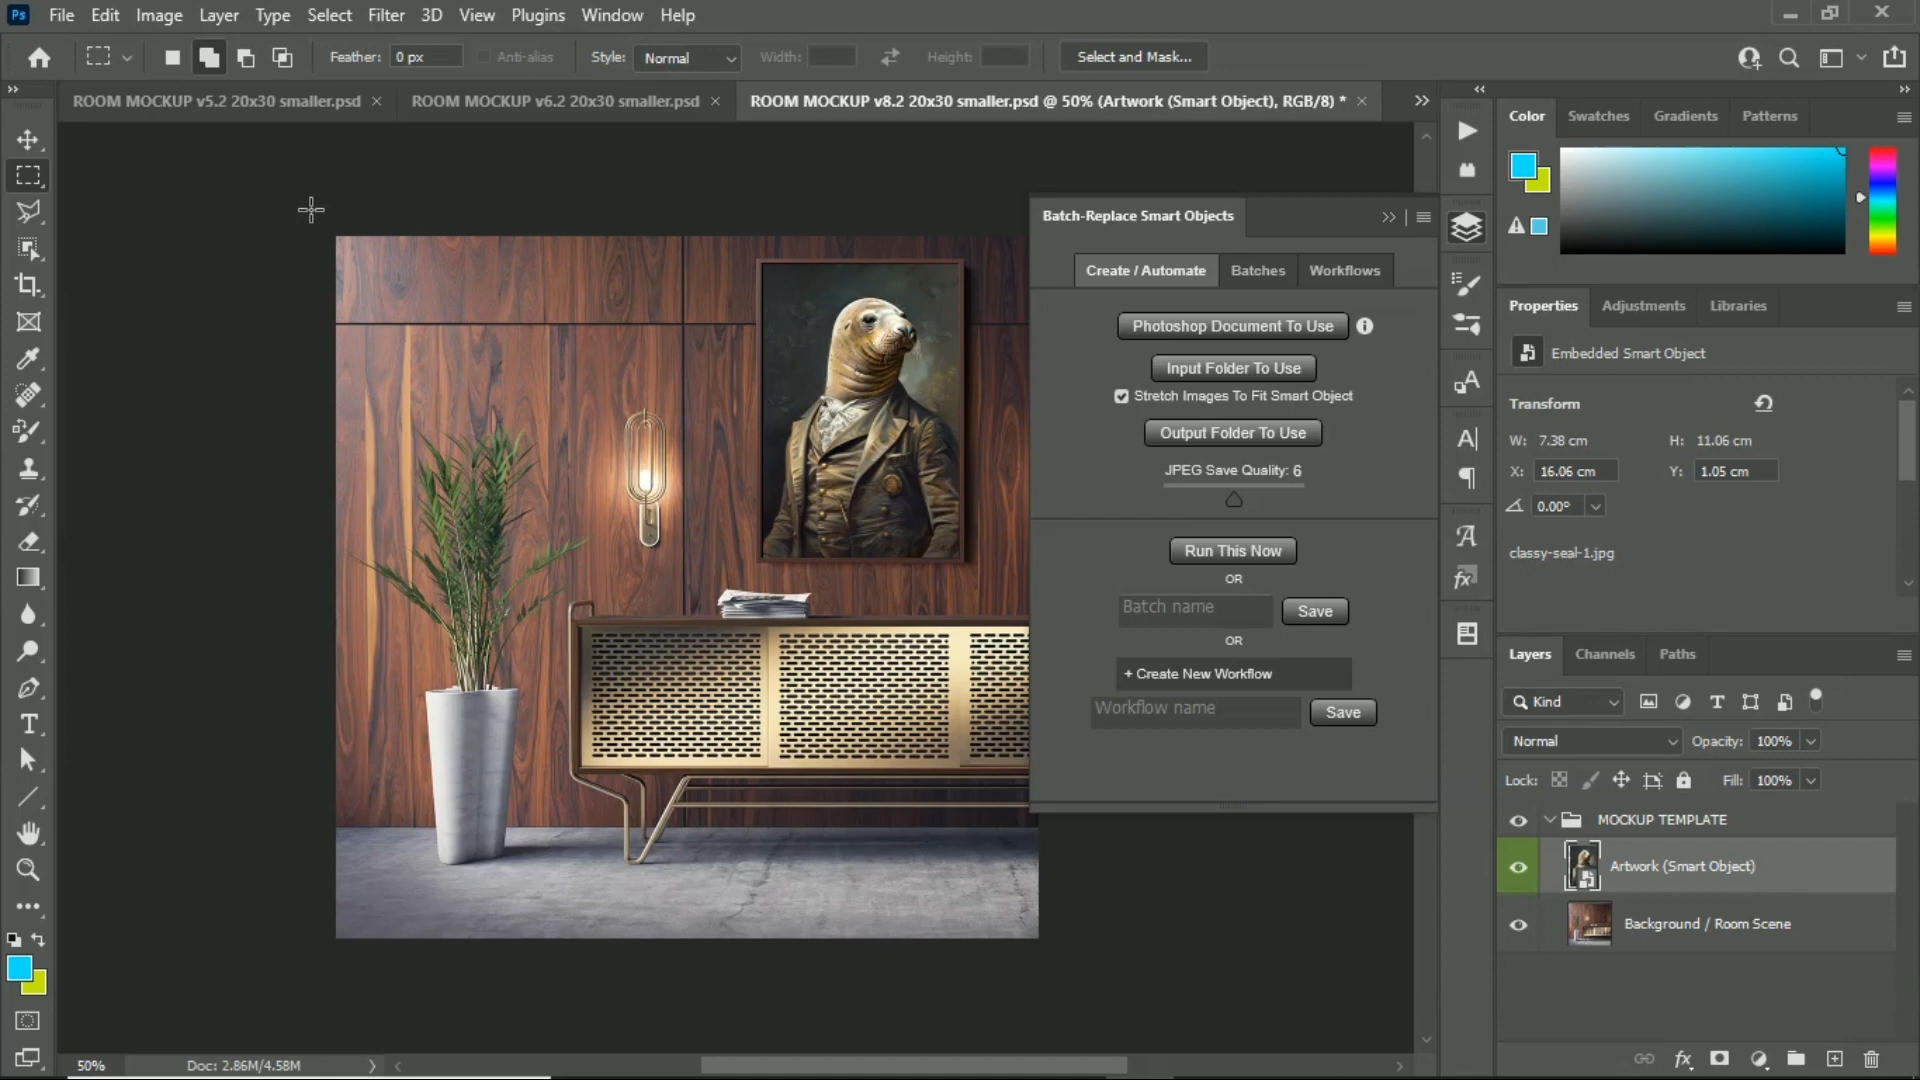 Ps File Edit Image Layer Type Select Filter 3D View Plugins Window Help
Feather: 0 px Anti-alias Style: Normal Width: Height: Select and Mask...
ROOM MOCKUP v5.2 20x30 smaller.psd
ROOM MOCKUP v6.2 20x30 smaller.psd
ROOM MOCKUP v8.2 20x30 smaller.psd @ 50% (Artwork (Smart Object), RGB/8) *
Batch-Replace Smart Objects
Create / Automate Batches Workflows
Photoshop Document To Use
Input Folder To Use
Stretch Images To Fit Smart Object
Output Folder To Use
JPEG Save Quality: 6
Run This Now
OR
Batch name Save
OR
+ Create New Workflow
Workflow name Save
Color Swatches Gradients Patterns
Properties Adjustments Libraries
Embedded Smart Object
Transform
W: 7.38 cm H: 11.06 cm
X: 16.06 cm Y: 1.05 cm
0.00°
classy-seal-1.jpg
Layers Channels Paths
Kind
Normal Opacity: 100%
Lock: Fill: 100%
MOCKUP TEMPLATE
Artwork (Smart Object)
Background / Room Scene
50% Doc: 2.86M/4.58M